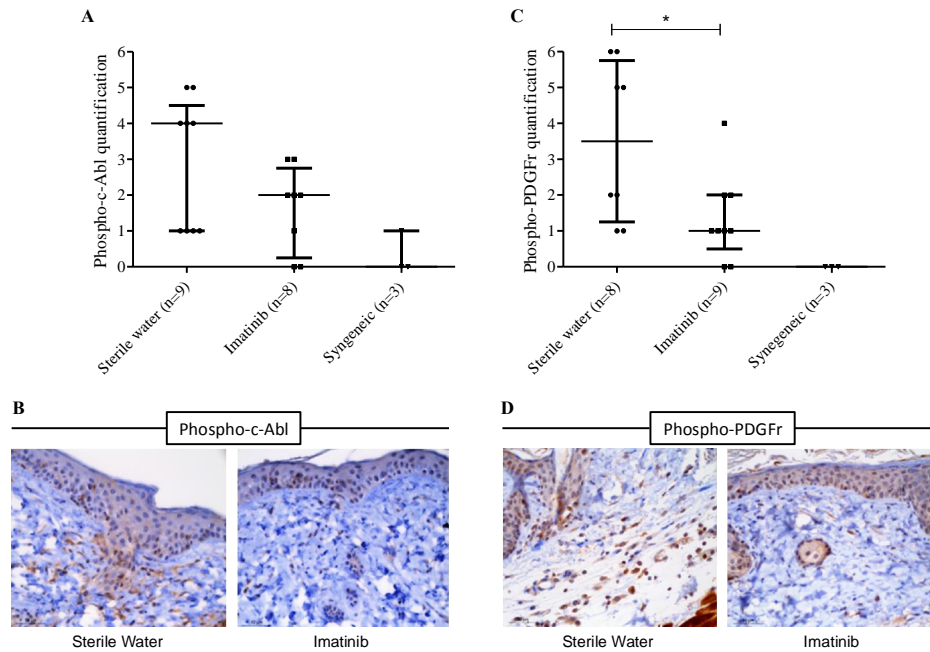 A
Phospho-c-Abl quantification
6
5
4
3
2
1
0
Sterile water (n=9)
Imatinib (n=8)
Syngeneic (n=3)
C
*
Phospho-PDGFr quantification
6
5
4
3
2
1
0
Sterile water (n=8)
Imatinib (n=9)
Synegeneic (n=3)
B
Phospho-c-Abl
Sterile Water
Imatinib
D
Phospho-PDGFr
Sterile Water
Imatinib